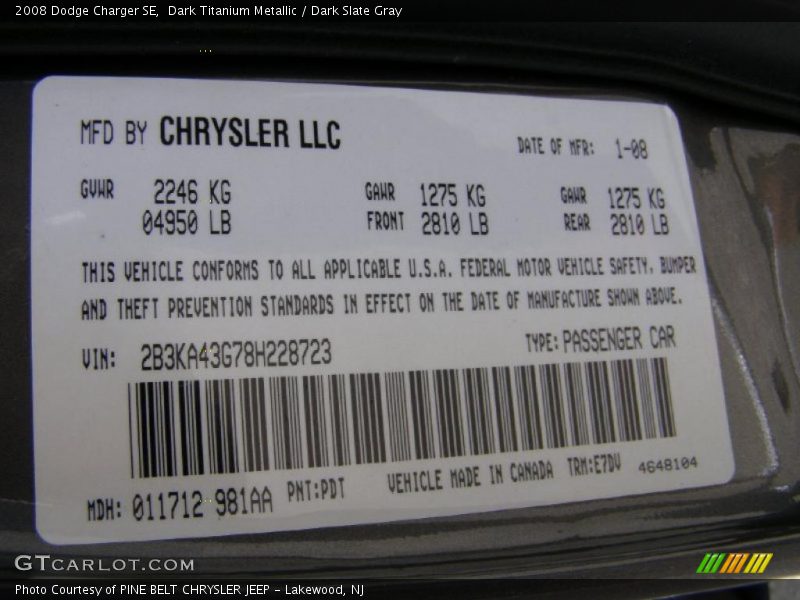 2008 Dodge Charger SE,  Dark Titanium Metallic / Dark Slate Gray
MFD BY CHRYSLER LLC
DATE OF MFR: 1-08
GVWR 2246 KG GAWR 1275 KG GAWR 1275 KG
04950 LB FRONT 2810 LB REAR 2810 LB
THIS VEHICLE CONFORMS TO ALL APPLICABLE U.S.A. FEDERAL MOTOR VEHICLE SAFETY, BUMPER
AND THEFT PREVENTION STANDARDS IN EFFECT ON THE DATE OF MANUFACTURE SHOWN ABOVE.
VIN: 2B3KA43G78H228723 TYPE: PASSENGER CAR
MDH: 011712 981AA PNT:PDT VEHICLE MADE IN CANADA TRM:E7DV 4648104
GTCARLOT.COM
Photo Courtesy of PINE BELT CHRYSLER JEEP - Lakewood, NJ